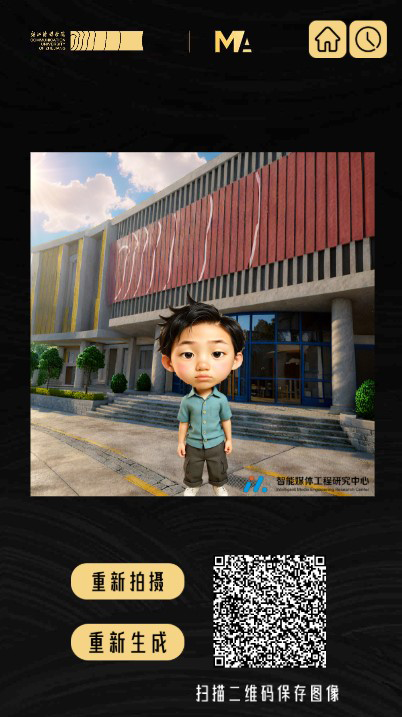 浙江传媒学院
COMMUNICATION
UNIVERSITY
OF ZHEJIANG
MA
智能媒体工程研究中心
Intelligent Media Engineering Research Center
重新拍摄
重新生成
扫描二维码保存图像